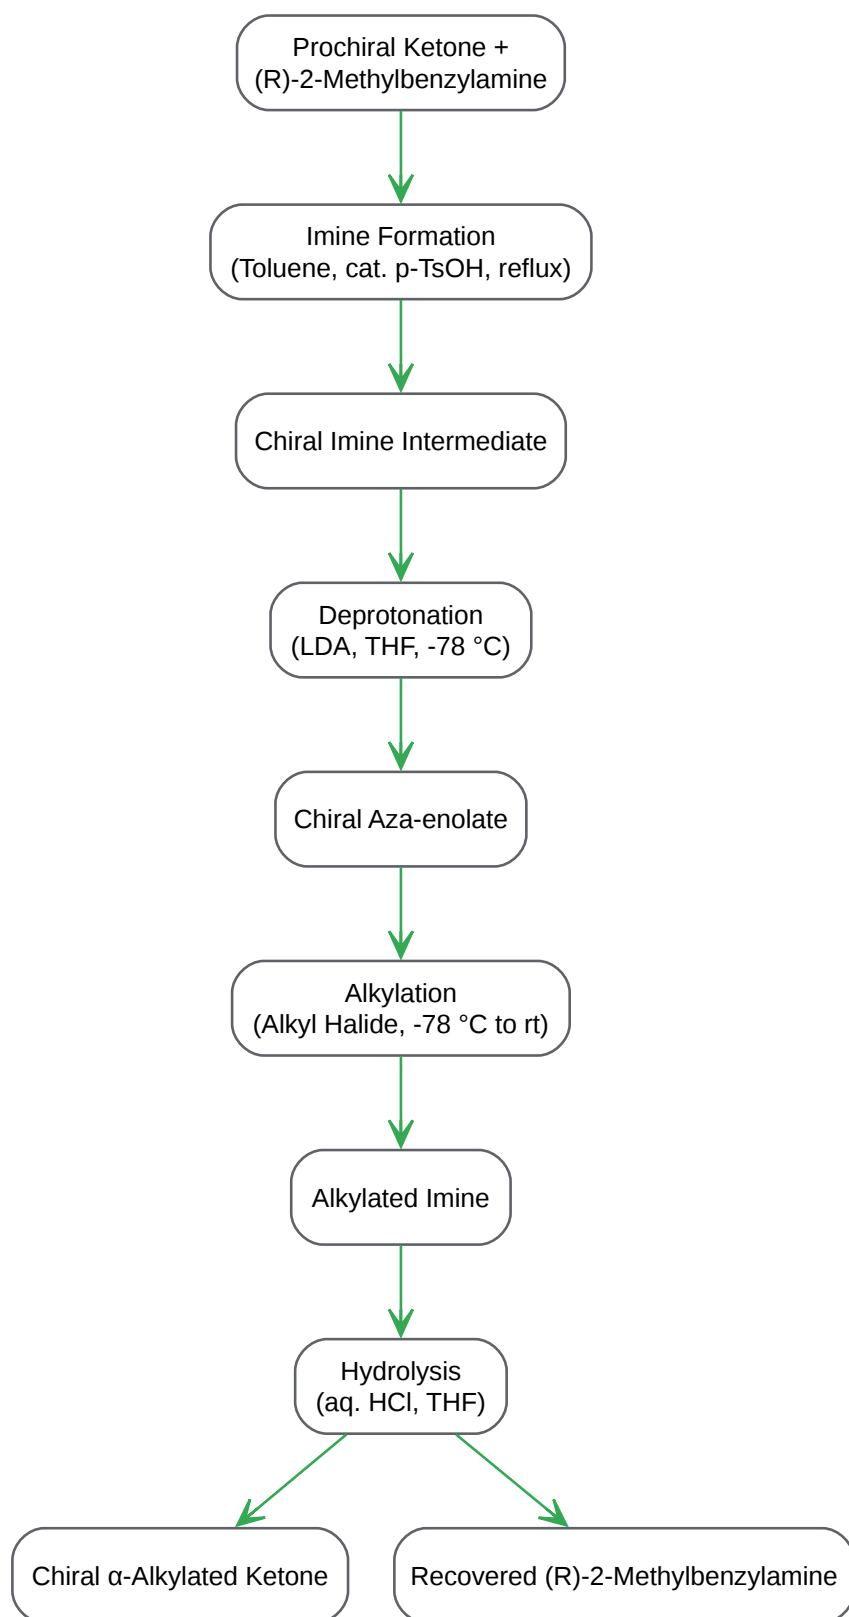 Prochiral Ketone +
(R)-2-Methylbenzylamine
Imine Formation
(Toluene, cat. p-TsOH, reflux)
Chiral Imine Intermediate
Deprotonation
(LDA, THF, -78 °C)
Chiral Aza-enolate
Alkylation
(Alkyl Halide, -78 °C to rt)
Alkylated Imine
Hydrolysis
(aq. HCl, THF)
Chiral α-Alkylated Ketone
Recovered (R)-2-Methylbenzylamine